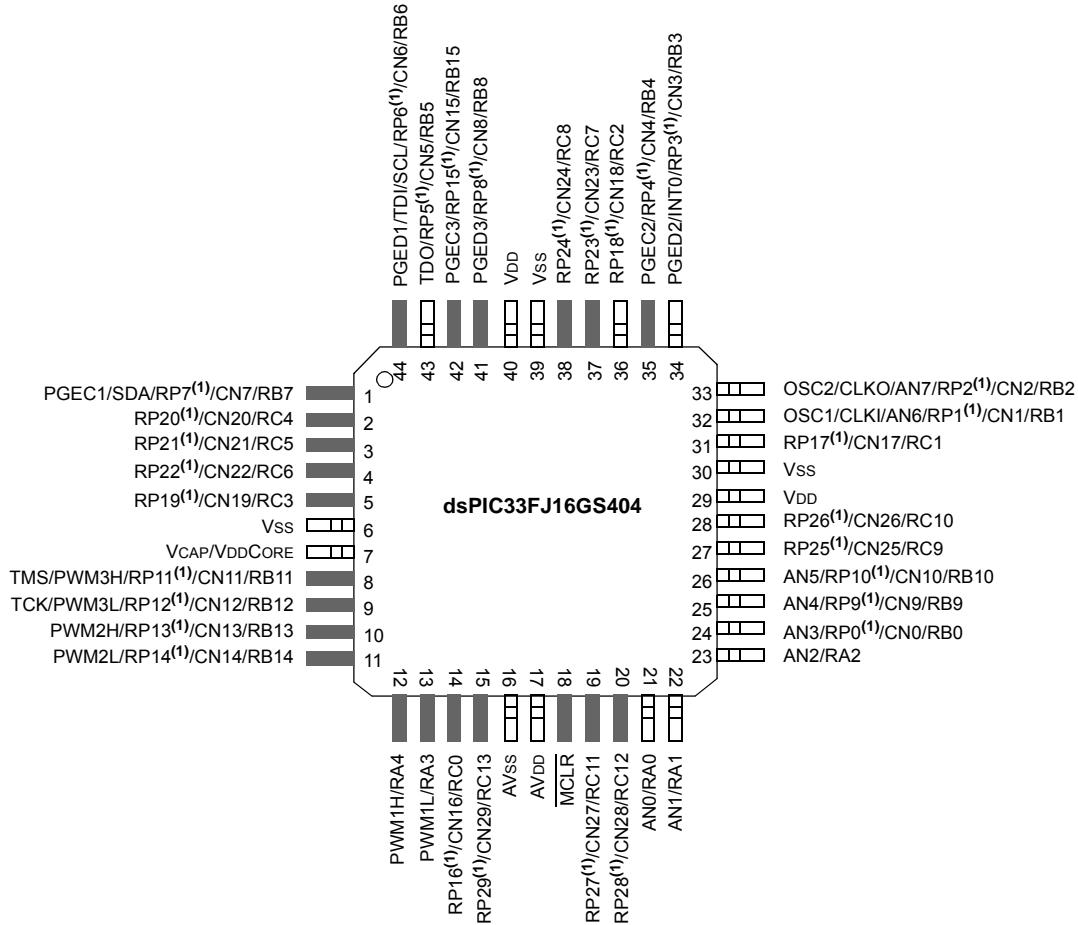 PGED1/TDI/SCL/RP6(1)/CN6/RB6
TDO/RP5(1)/CN5/RB5
PGEC3/RP15(1)/CN15/RB15
PGED3/RP8(1)/CN8/RB8
VDD
VSS
RP24(1)/CN24/RC8
RP23(1)/CN23/RC7
RP18(1)/CN18/RC2
PGEC2/RP4(1)/CN4/RB4
PGED2/INT0/RP3(1)/CN3/RB3
44
43
42
41
40
39
38
37
36
35
34
PGEC1/SDA/RP7(1)/CN7/RB7 1
RP20(1)/CN20/RC4 2
RP21(1)/CN21/RC5 3
RP22(1)/CN22/RC6 4
RP19(1)/CN19/RC3 5
VSS 6
VCAP/VDDCORE 7
TMS/PWM3H/RP11(1)/CN11/RB11 8
TCK/PWM3L/RP12(1)/CN12/RB12 9
PWM2H/RP13(1)/CN13/RB13 10
PWM2L/RP14(1)/CN14/RB14 11
dsPIC33FJ16GS404
33 OSC2/CLKO/AN7/RP2(1)/CN2/RB2
32 OSC1/CLKI/AN6/RP1(1)/CN1/RB1
31 RP17(1)/CN17/RC1
30 VSS
29 VDD
28 RP26(1)/CN26/RC10
27 RP25(1)/CN25/RC9
26 AN5/RP10(1)/CN10/RB10
25 AN4/RP9(1)/CN9/RB9
24 AN3/RP0(1)/CN0/RB0
23 AN2/RA2
12
13
14
15
16
17
18
19
20
21
22
PWM1H/RA4
PWM1L/RA3
RP16(1)/CN16/RC0
RP29(1)/CN29/RC13
AVSS
AVDD
MCLR
RP27(1)/CN27/RC11
RP28(1)/CN28/RC12
AN0/RA0
AN1/RA1